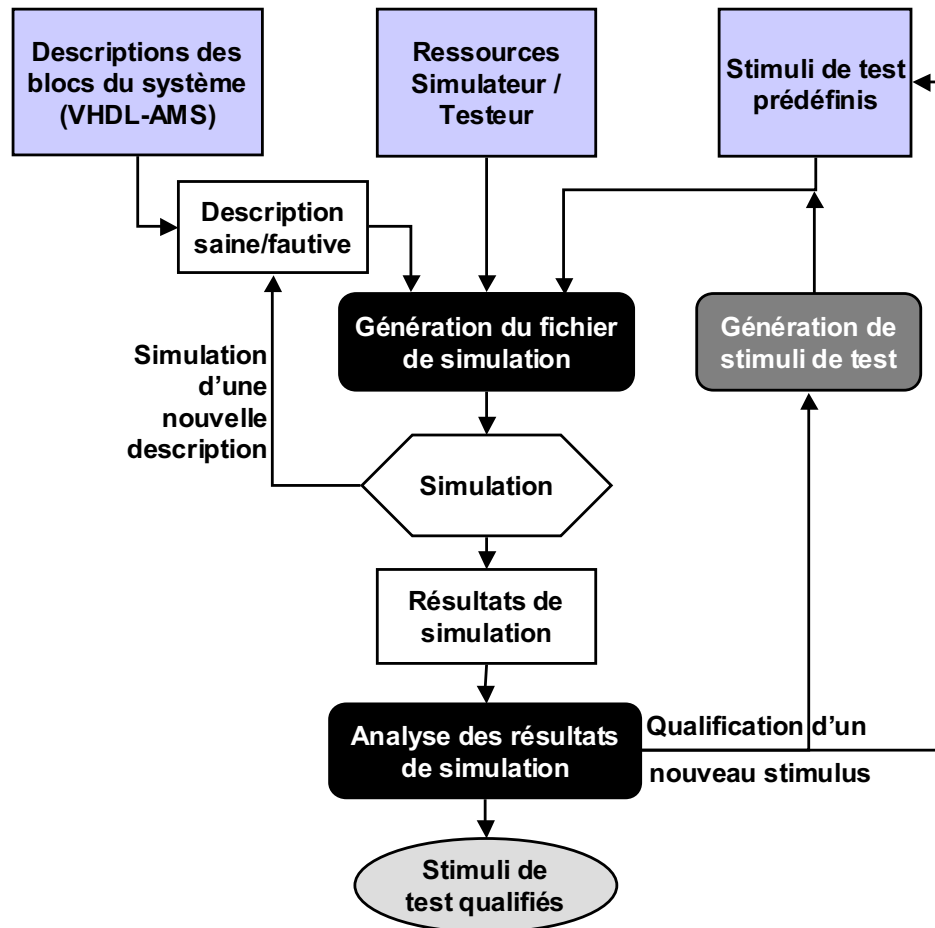 Descriptions des
blocs du système
(VHDL-AMS)
Ressources
Simulateur /
Testeur
Stimuli de test
prédéfinis
Description
saine/fautive
Génération du fichier
de simulation
Génération de
stimuli de test
Simulation
d’une
nouvelle
description
Simulation
Résultats de
simulation
Analyse des résultats
de simulation
Qualification d’un
nouveau stimulus
Stimuli de
test qualifiés